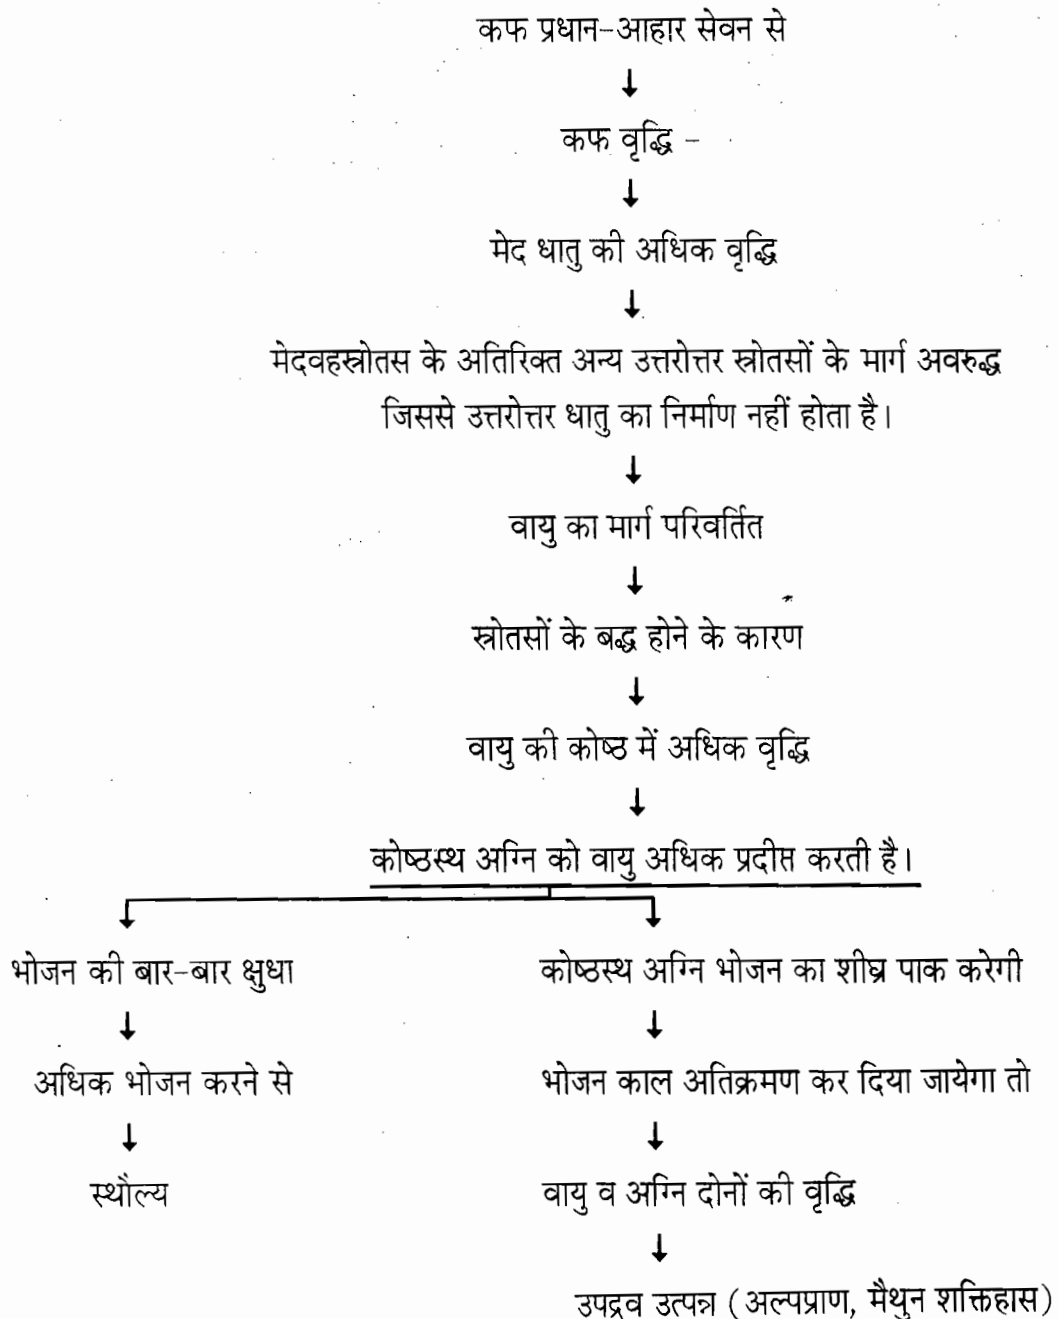 कफ प्रधान-आहार सेवन से
कफ वृद्धि -
मेद धातु की अधिक वृद्धि
मेदवहस्त्रोतस के अतिरिक्त अन्य उत्तरोत्तर स्त्रोतसों के मार्ग अवरुद्ध
जिससे उत्तरोत्तर धातु का निर्माण नहीं होता है।
वायु का मार्ग परिवर्तित
स्त्रोतसों के बद्ध होने के कारण
वायु की कोष्ठ में अधिक वृद्धि
कोष्ठस्थ अग्नि को वायु अधिक प्रदीप्त करती है।
भोजन की बार-बार क्षुधा
अधिक भोजन करने से
स्थौल्य
कोष्ठस्थ अग्नि भोजन का शीघ्र पाक करेगी
भोजन काल अतिक्रमण कर दिया जायेगा तो
वायु व अग्नि दोनों की वृद्धि
उपद्रव उत्पन्न (अल्पप्राण, मैथुन शक्तिहास)